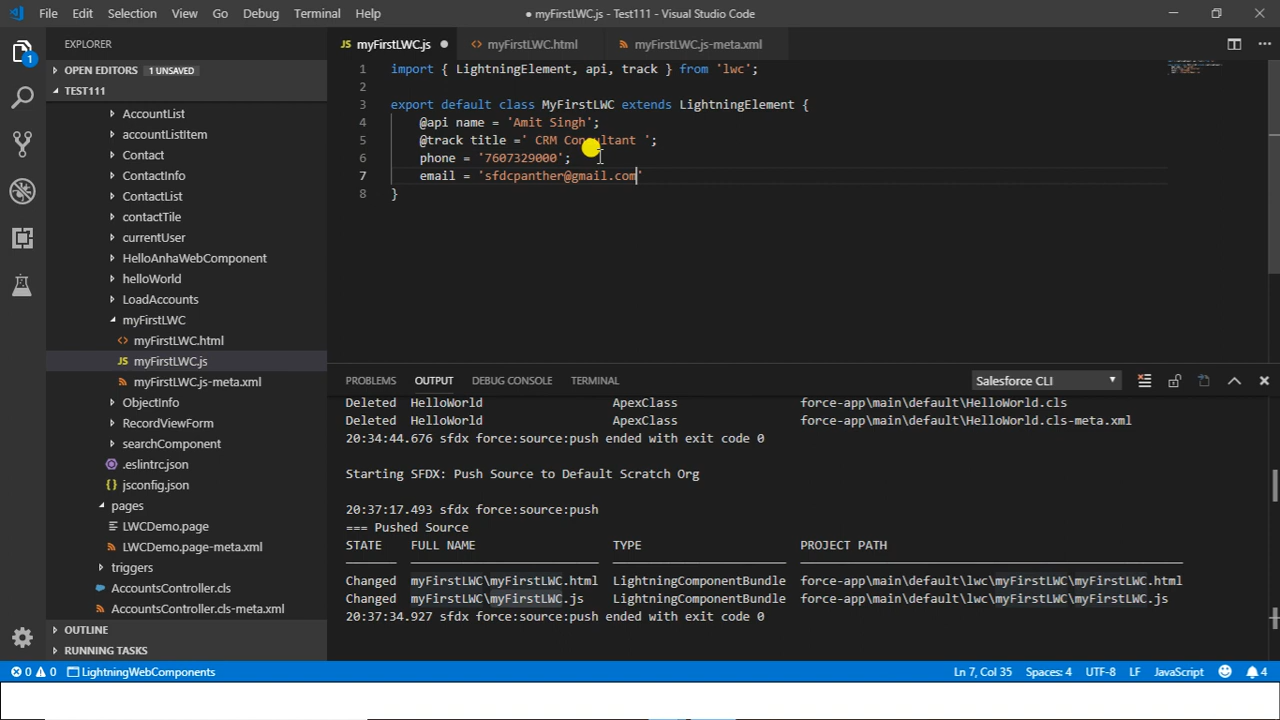 File Edit Selection View Go Debug Terminal Help ● myFirstLWC.js - Test111 - Visual Studio Code
EXPLORER
JS myFirstLWC.js ●
<> myFirstLWC.html
myFirstLWC.js-meta.xml
1
OPEN EDITORS 1 UNSAVED
TEST111
AccountList
accountListItem
Contact
ContactInfo
ContactList
contactTile
currentUser
HelloAnhaWebComponent
helloWorld
LoadAccounts
myFirstLWC
<> myFirstLWC.html
JS myFirstLWC.js
myFirstLWC.js-meta.xml
ObjectInfo
RecordViewForm
searchComponent
.eslintrc.json
{} jsconfig.json
pages
LWCDemo.page
LWCDemo.page-meta.xml
triggers
AccountsController.cls
AccountsController.cls-meta.xml
OUTLINE
RUNNING TASKS
1 import { LightningElement, api, track } from 'lwc';
2
3 export default class MyFirstLWC extends LightningElement {
4 @api name = 'Amit Singh';
5 @track title =' CRM Consultant ';
6 phone = '7607329000';
7 email = 'sfdcpanther@gmail.com'
8 }
PROBLEMS OUTPUT DEBUG CONSOLE TERMINAL Salesforce CLI
Deleted HelloWorld ApexClass force-app\main\default\HelloWorld.cls
Deleted HelloWorld ApexClass force-app\main\default\HelloWorld.cls-meta.xml
20:34:44.676 sfdx force:source:push ended with exit code 0
Starting SFDX: Push Source to Default Scratch Org
20:37:17.493 sfdx force:source:push
=== Pushed Source
STATE FULL NAME TYPE PROJECT PATH
Changed myFirstLWC\myFirstLWC.html LightningComponentBundle force-app\main\default\lwc\myFirstLWC\myFirstLWC.html
Changed myFirstLWC\myFirstLWC.js LightningComponentBundle force-app\main\default\lwc\myFirstLWC\myFirstLWC.js
20:37:34.927 sfdx force:source:push ended with exit code 0
0 0 LightningWebComponents Ln 7, Col 35 Spaces: 4 UTF-8 LF JavaScript 4